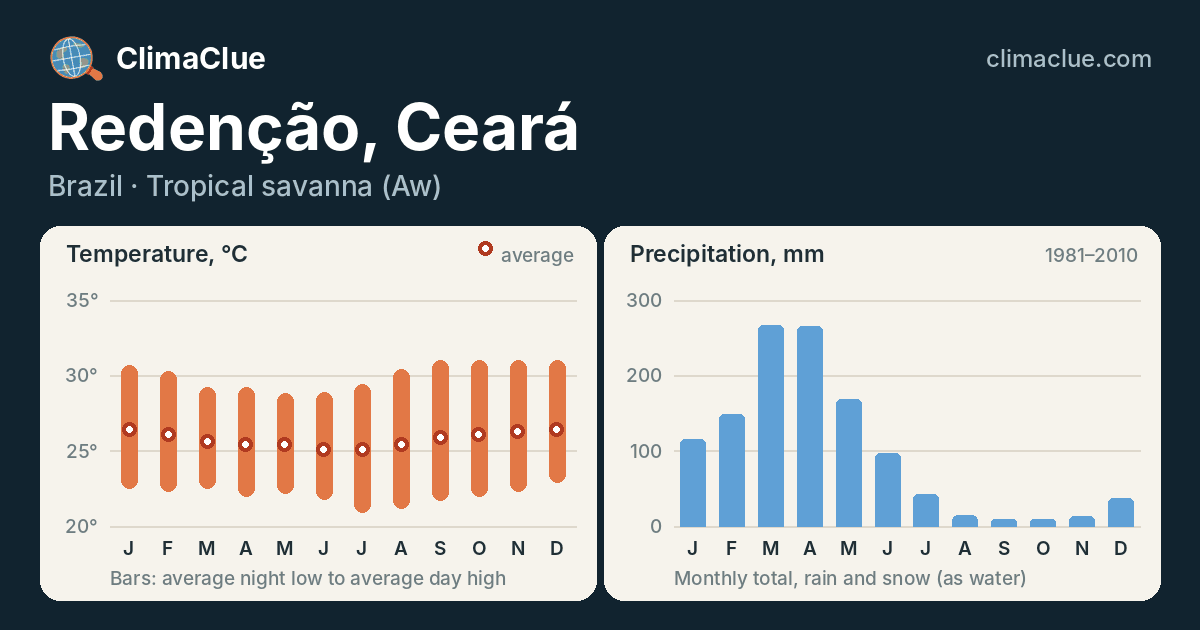 ClimaClue
climaclue.com
Redenção, Ceará
Brazil · Tropical savanna (Aw)
Temperature, °C
average
35°
30°
25°
20°
J F M A M J J A S O N D
Bars: average night low to average day high
Precipitation, mm
1981–2010
300
200
100
0
J F M A M J J A S O N D
Monthly total, rain and snow (as water)